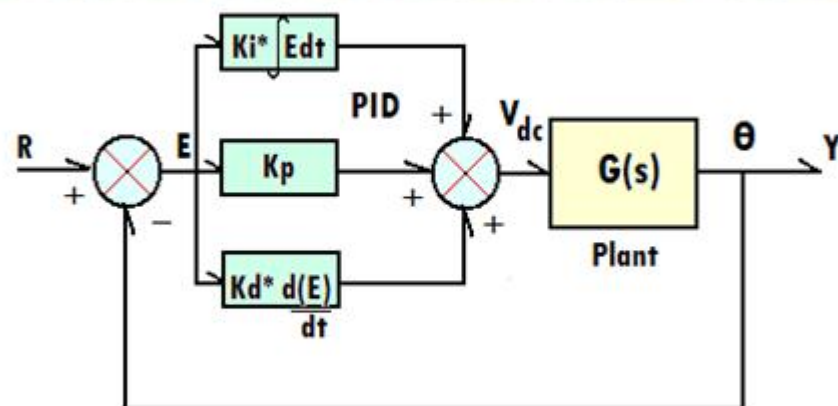 Ki* ∫ Edt
PID
+
V dc
R
E
Kp
G(s)
θ
Y
+
−
+
+
Plant
Kd* d(E)
dt